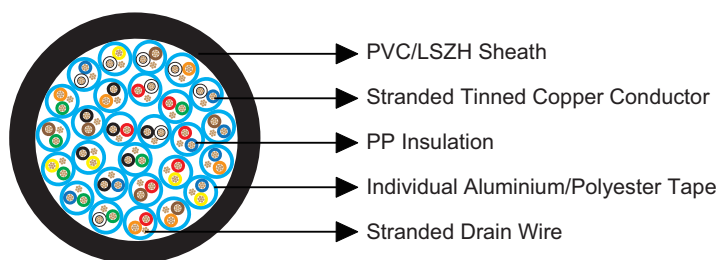 PVC/LSZH Sheath
Stranded Tinned Copper Conductor
PP Insulation
Individual Aluminium/Polyester Tape
Stranded Drain Wire